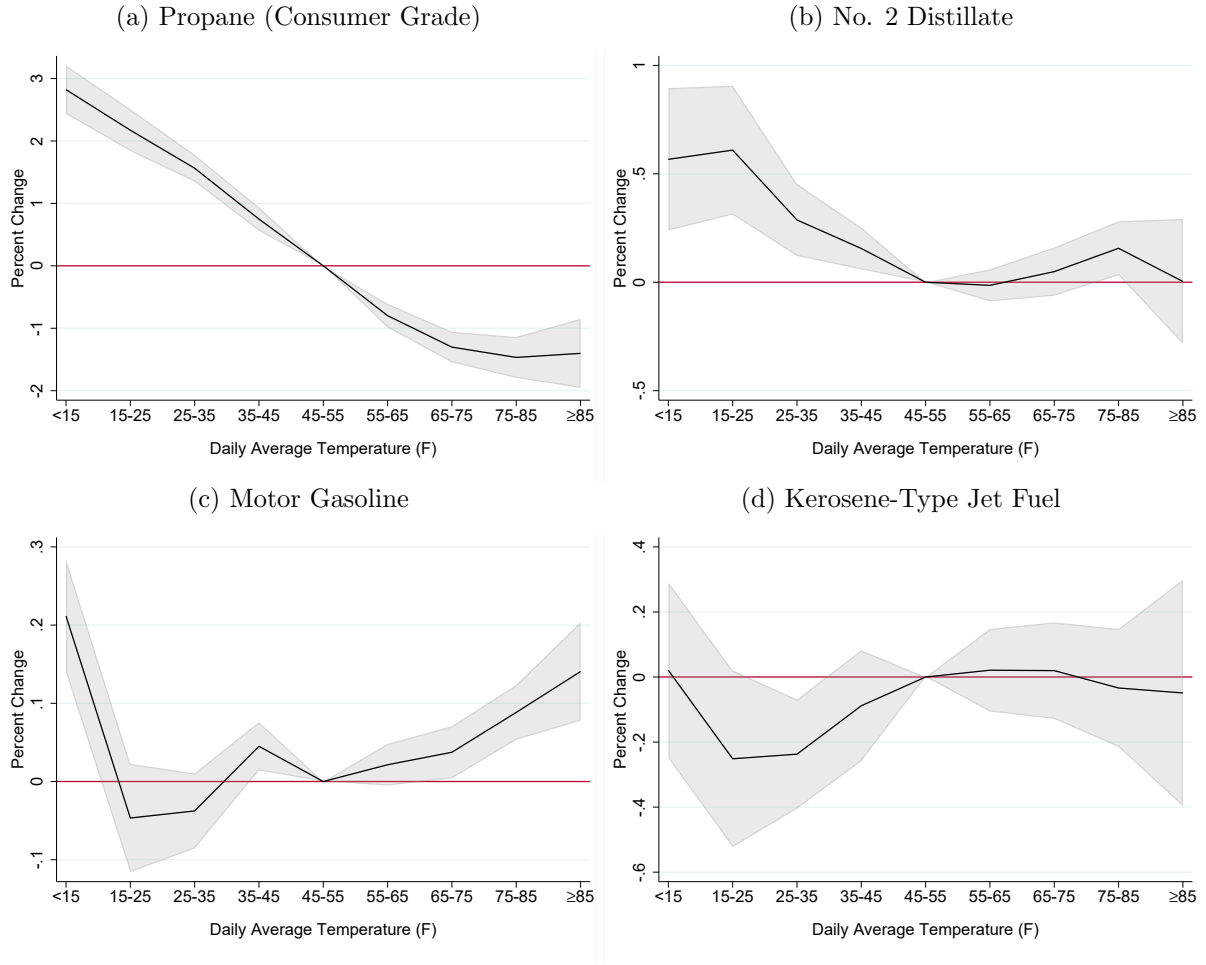 (a) Propane (Consumer Grade)
Percent Change
3
2
1
0
-1
-2
<15 15-25 25-35 35-45 45-55 55-65 65-75 75-85 ≥85
Daily Average Temperature (F)
(b) No. 2 Distillate
Percent Change
1
.5
0
-.5
<15 15-25 25-35 35-45 45-55 55-65 65-75 75-85 ≥85
Daily Average Temperature (F)
(c) Motor Gasoline
Percent Change
.3
.2
.1
0
-.1
<15 15-25 25-35 35-45 45-55 55-65 65-75 75-85 ≥85
Daily Average Temperature (F)
(d) Kerosene-Type Jet Fuel
Percent Change
.4
.2
0
-.2
-.4
-.6
<15 15-25 25-35 35-45 45-55 55-65 65-75 75-85 ≥85
Daily Average Temperature (F)